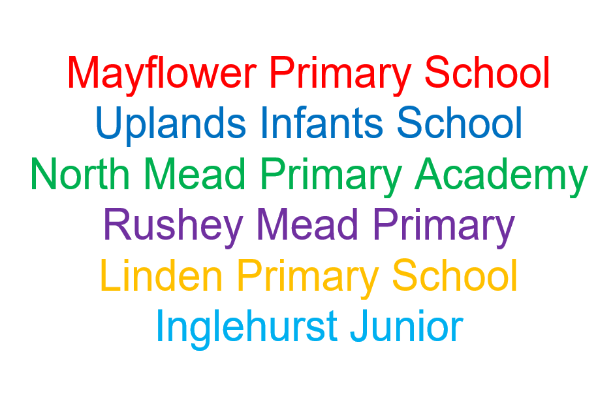 Mayflower Primary School
Uplands Infants School
North Mead Primary Academy
Rushey Mead Primary
Linden Primary School
Inglehurst Junior